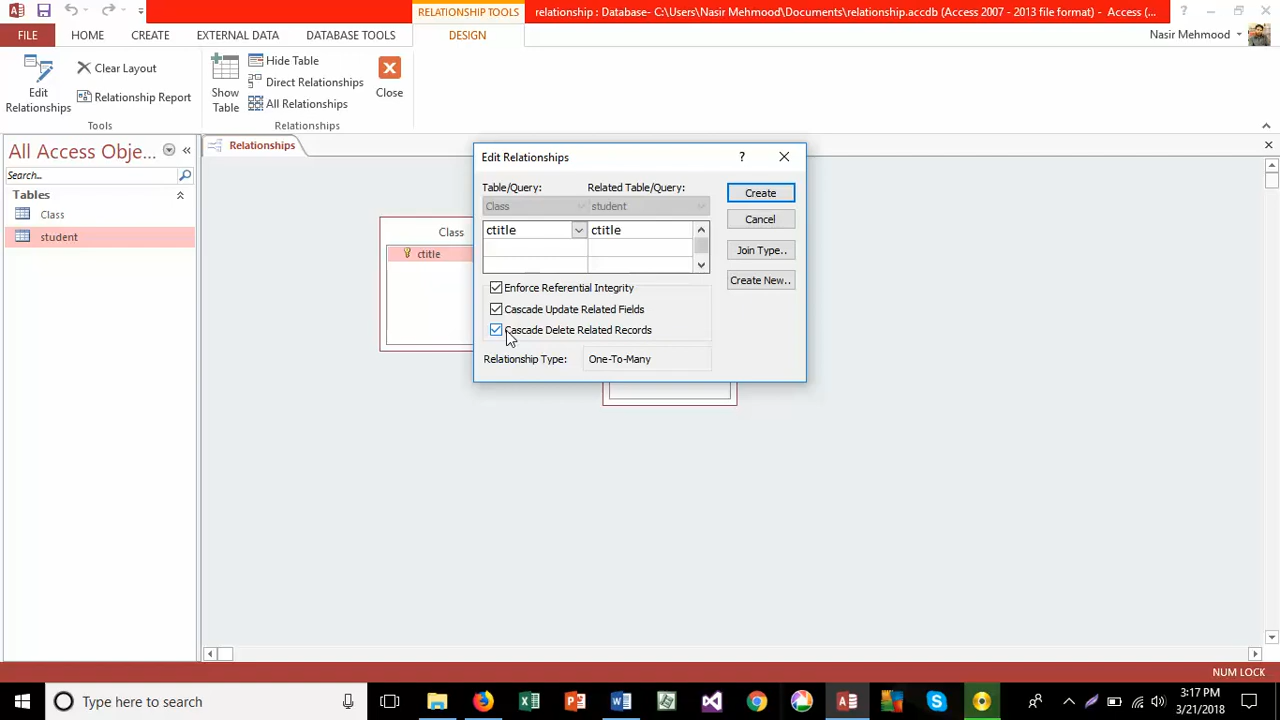 RELATIONSHIP TOOLS
relationship : Database- C:\Users\Nasir Mehmood\Documents\relationship.accdb (Access 2007 - 2013 file format) - Access (...
FILE HOME CREATE EXTERNAL DATA DATABASE TOOLS DESIGN Nasir Mehmood
Edit Relationships
Clear Layout
Relationship Report
Tools
Show Table
Hide Table
Direct Relationships
All Relationships
Close
Relationships
All Access Obje...
Search...
Tables
Class
student
Relationships
Class
ctitle
Edit Relationships
Table/Query: Related Table/Query:
Class student
ctitle ctitle
Enforce Referential Integrity
Cascade Update Related Fields
Cascade Delete Related Records
Relationship Type: One-To-Many
Create
Cancel
Join Type..
Create New..
NUM LOCK
Type here to search
3:17 PM
3/21/2018